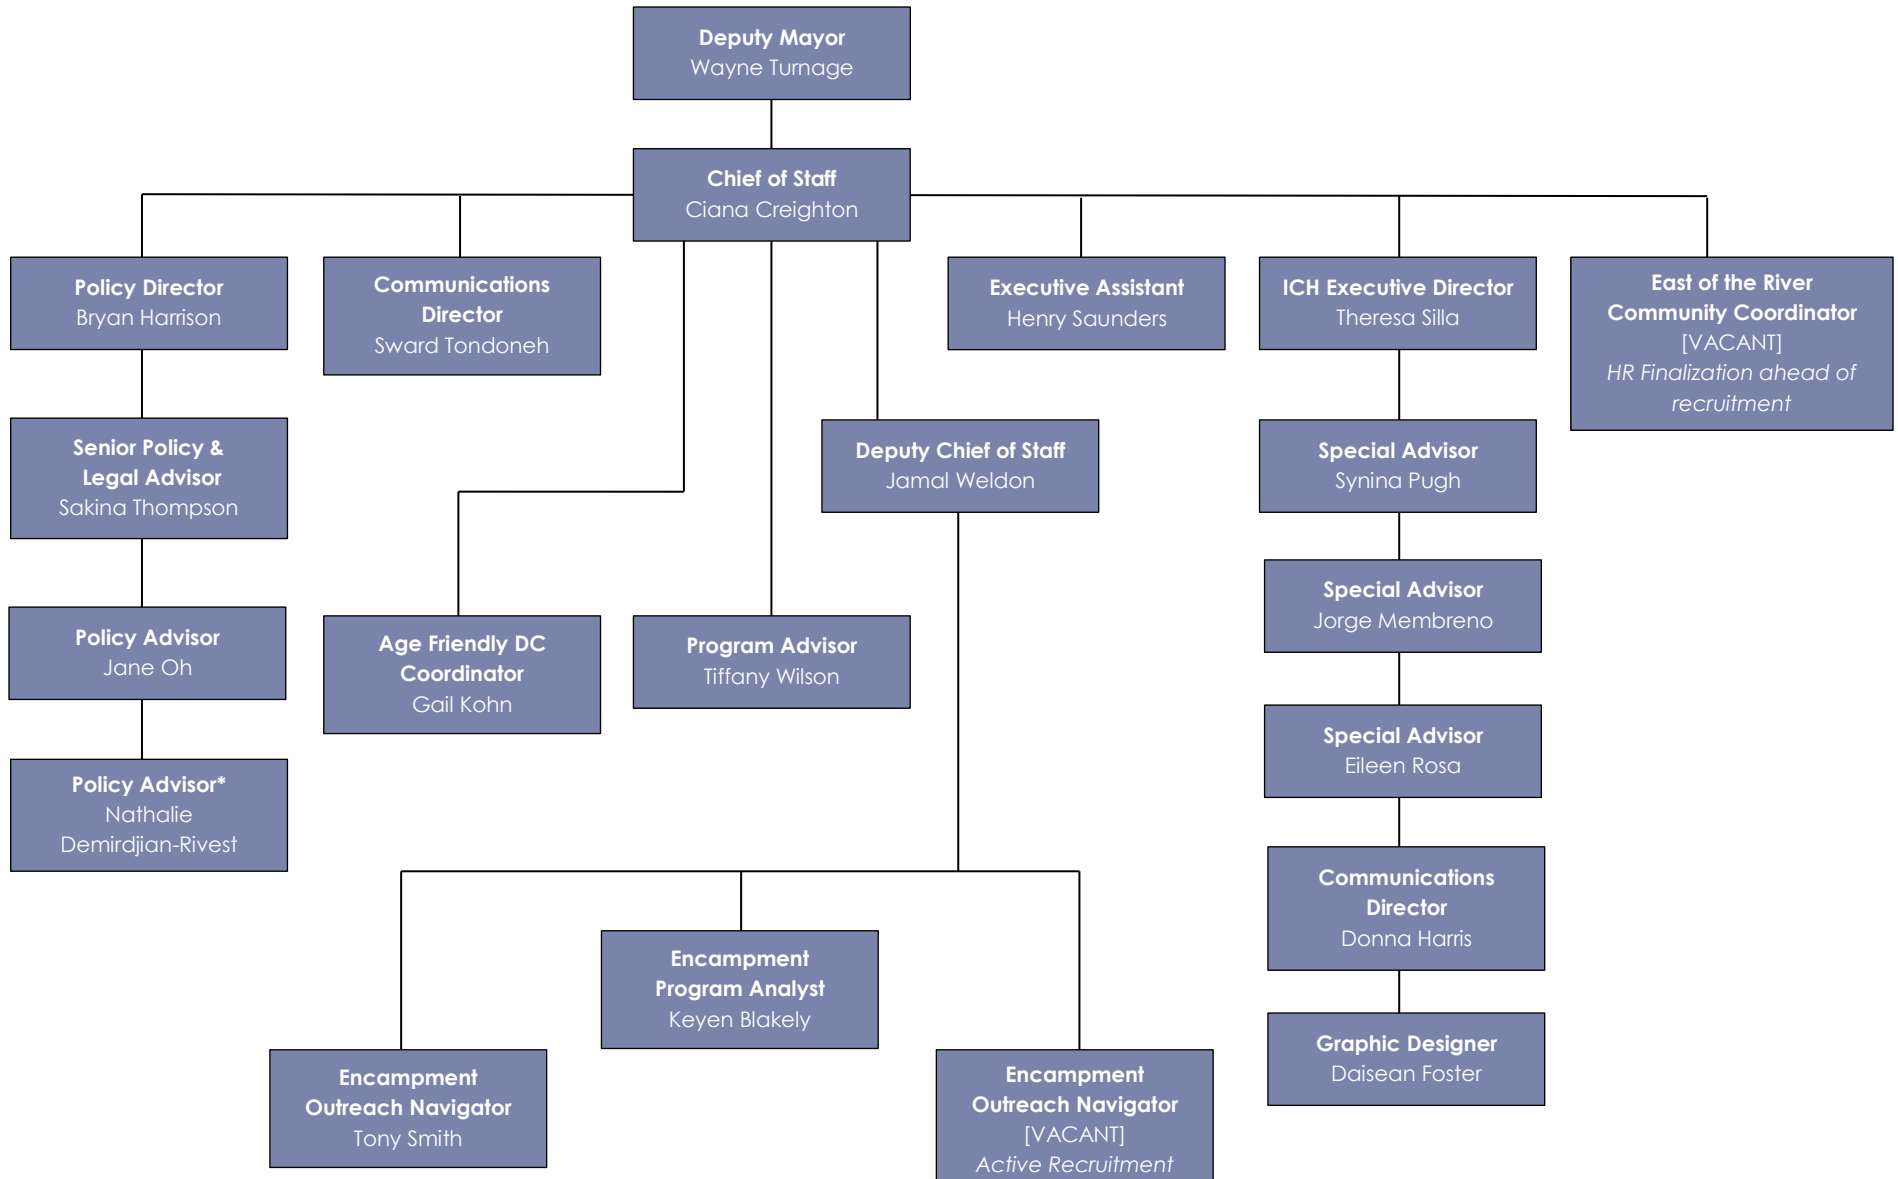 Deputy Mayor
Wayne Turnage
Chief of Staff
Ciana Creighton
Policy Director
Bryan Harrison
Communications
Director
Sward Tondoneh
Executive Assistant
Henry Saunders
ICH Executive Director
Theresa Silla
East of the River
Community Coordinator
[VACANT]
HR Finalization ahead of
recruitment
Senior Policy &
Legal Advisor
Sakina Thompson
Deputy Chief of Staff
Jamal Weldon
Special Advisor
Synina Pugh
Special Advisor
Jorge Membreno
Policy Advisor
Jane Oh
Age Friendly DC
Coordinator
Gail Kohn
Program Advisor
Tiffany Wilson
Special Advisor
Eileen Rosa
Policy Advisor*
Nathalie
Demirdjian-Rivest
Communications
Director
Donna Harris
Encampment
Program Analyst
Keyen Blakely
Graphic Designer
Daisean Foster
Encampment
Outreach Navigator
Tony Smith
Encampment
Outreach Navigator
[VACANT]
Active Recruitment